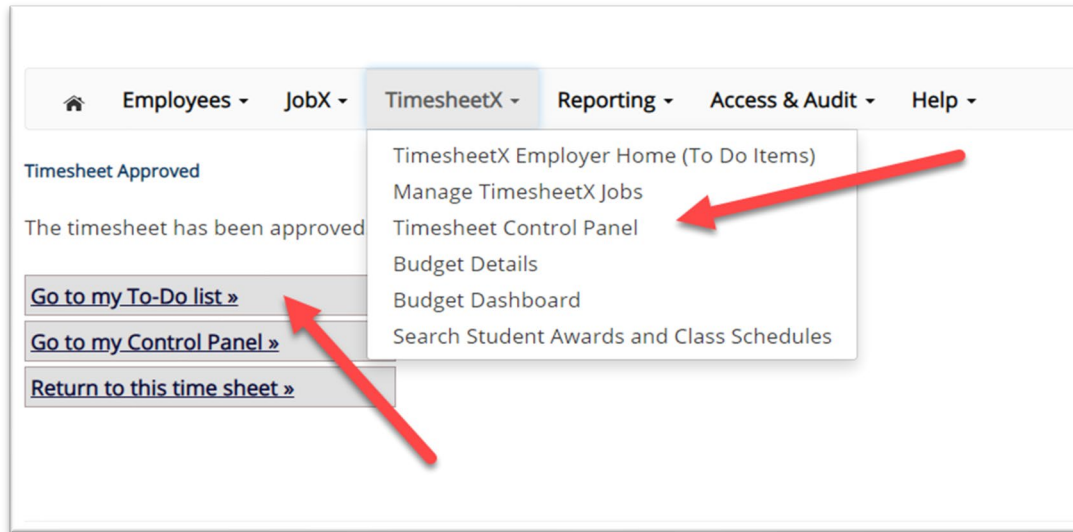 Employees JobX TimesheetX Reporting Access & Audit Help
Timesheet Approved
The timesheet has been approved
Go to my To-Do list »
Go to my Control Panel »
Return to this time sheet »
TimesheetX Employer Home (To Do Items)
Manage TimesheetX Jobs
Timesheet Control Panel
Budget Details
Budget Dashboard
Search Student Awards and Class Schedules